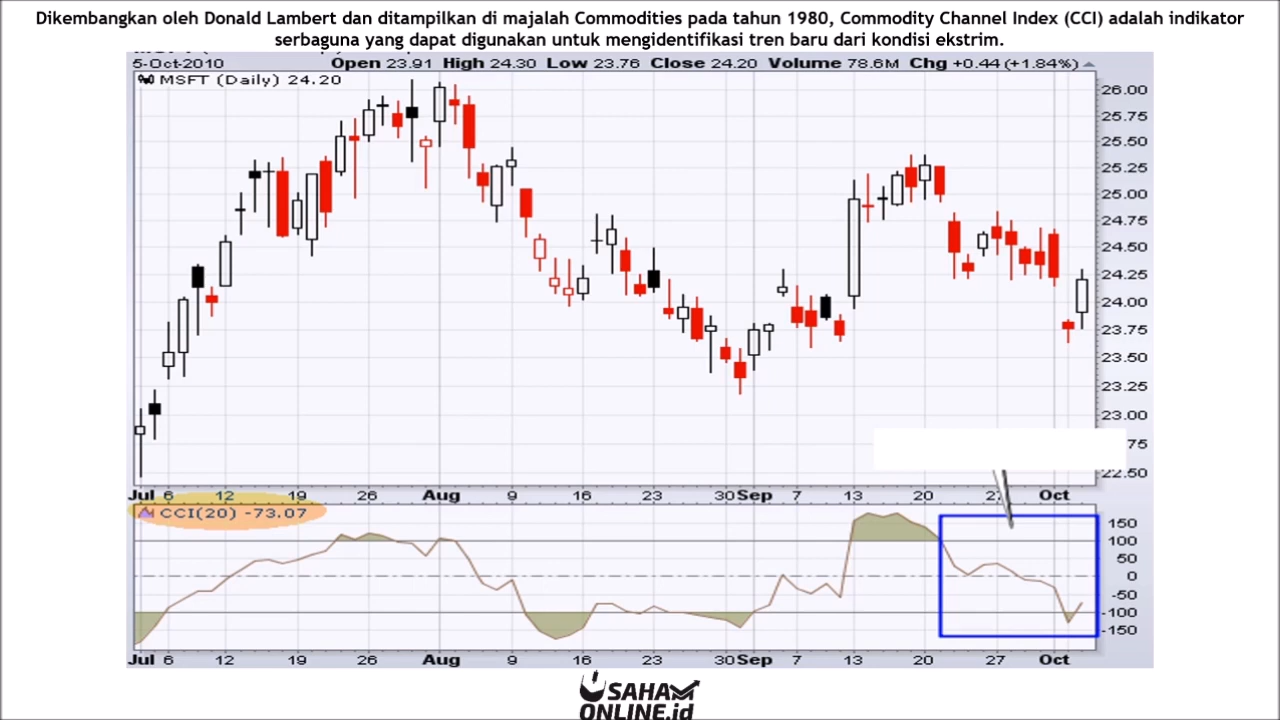 Dikembangkan oleh Donald Lambert dan ditampilkan di majalah Commodities pada tahun 1980, Commodity Channel Index (CCI) adalah indikator
serbaguna yang dapat digunakan untuk mengidentifikasi tren baru dari kondisi ekstrim.
5-Oct-2010 Open 23.91 High 24.30 Low 23.76 Close 24.20 Volume 78.6M Chg +0.44 (+1.84%)
MSFT (Daily) 24.20
26.00
25.75
25.50
25.25
25.00
24.75
24.50
24.25
24.00
23.75
23.50
23.25
23.00
75
22.50
Jul 6 12 19 26 Aug 9 16 23 30 Sep 7 13 20 27 Oct
CCI(20) -73.07
150
100
50
0
-50
-100
-150
Jul 6 12 19 26 Aug 9 16 23 30 Sep 7 13 20 27 Oct
SAHAM
ONLINE.id